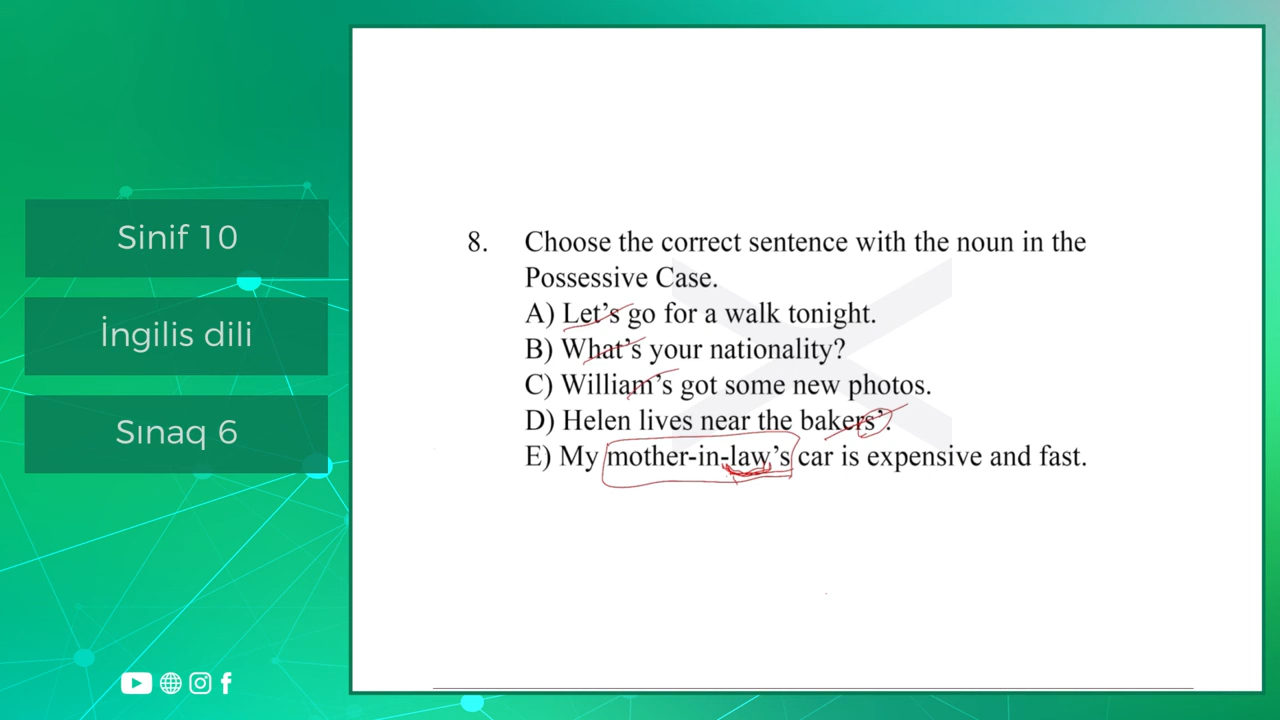 Sinif 10
İngilis dili
Sınaq 6
8. Choose the correct sentence with the noun in the
Possessive Case.
A) Let’s go for a walk tonight.
B) What’s your nationality?
C) William’s got some new photos.
D) Helen lives near the bakers’.
E) My mother-in-law’s car is expensive and fast.